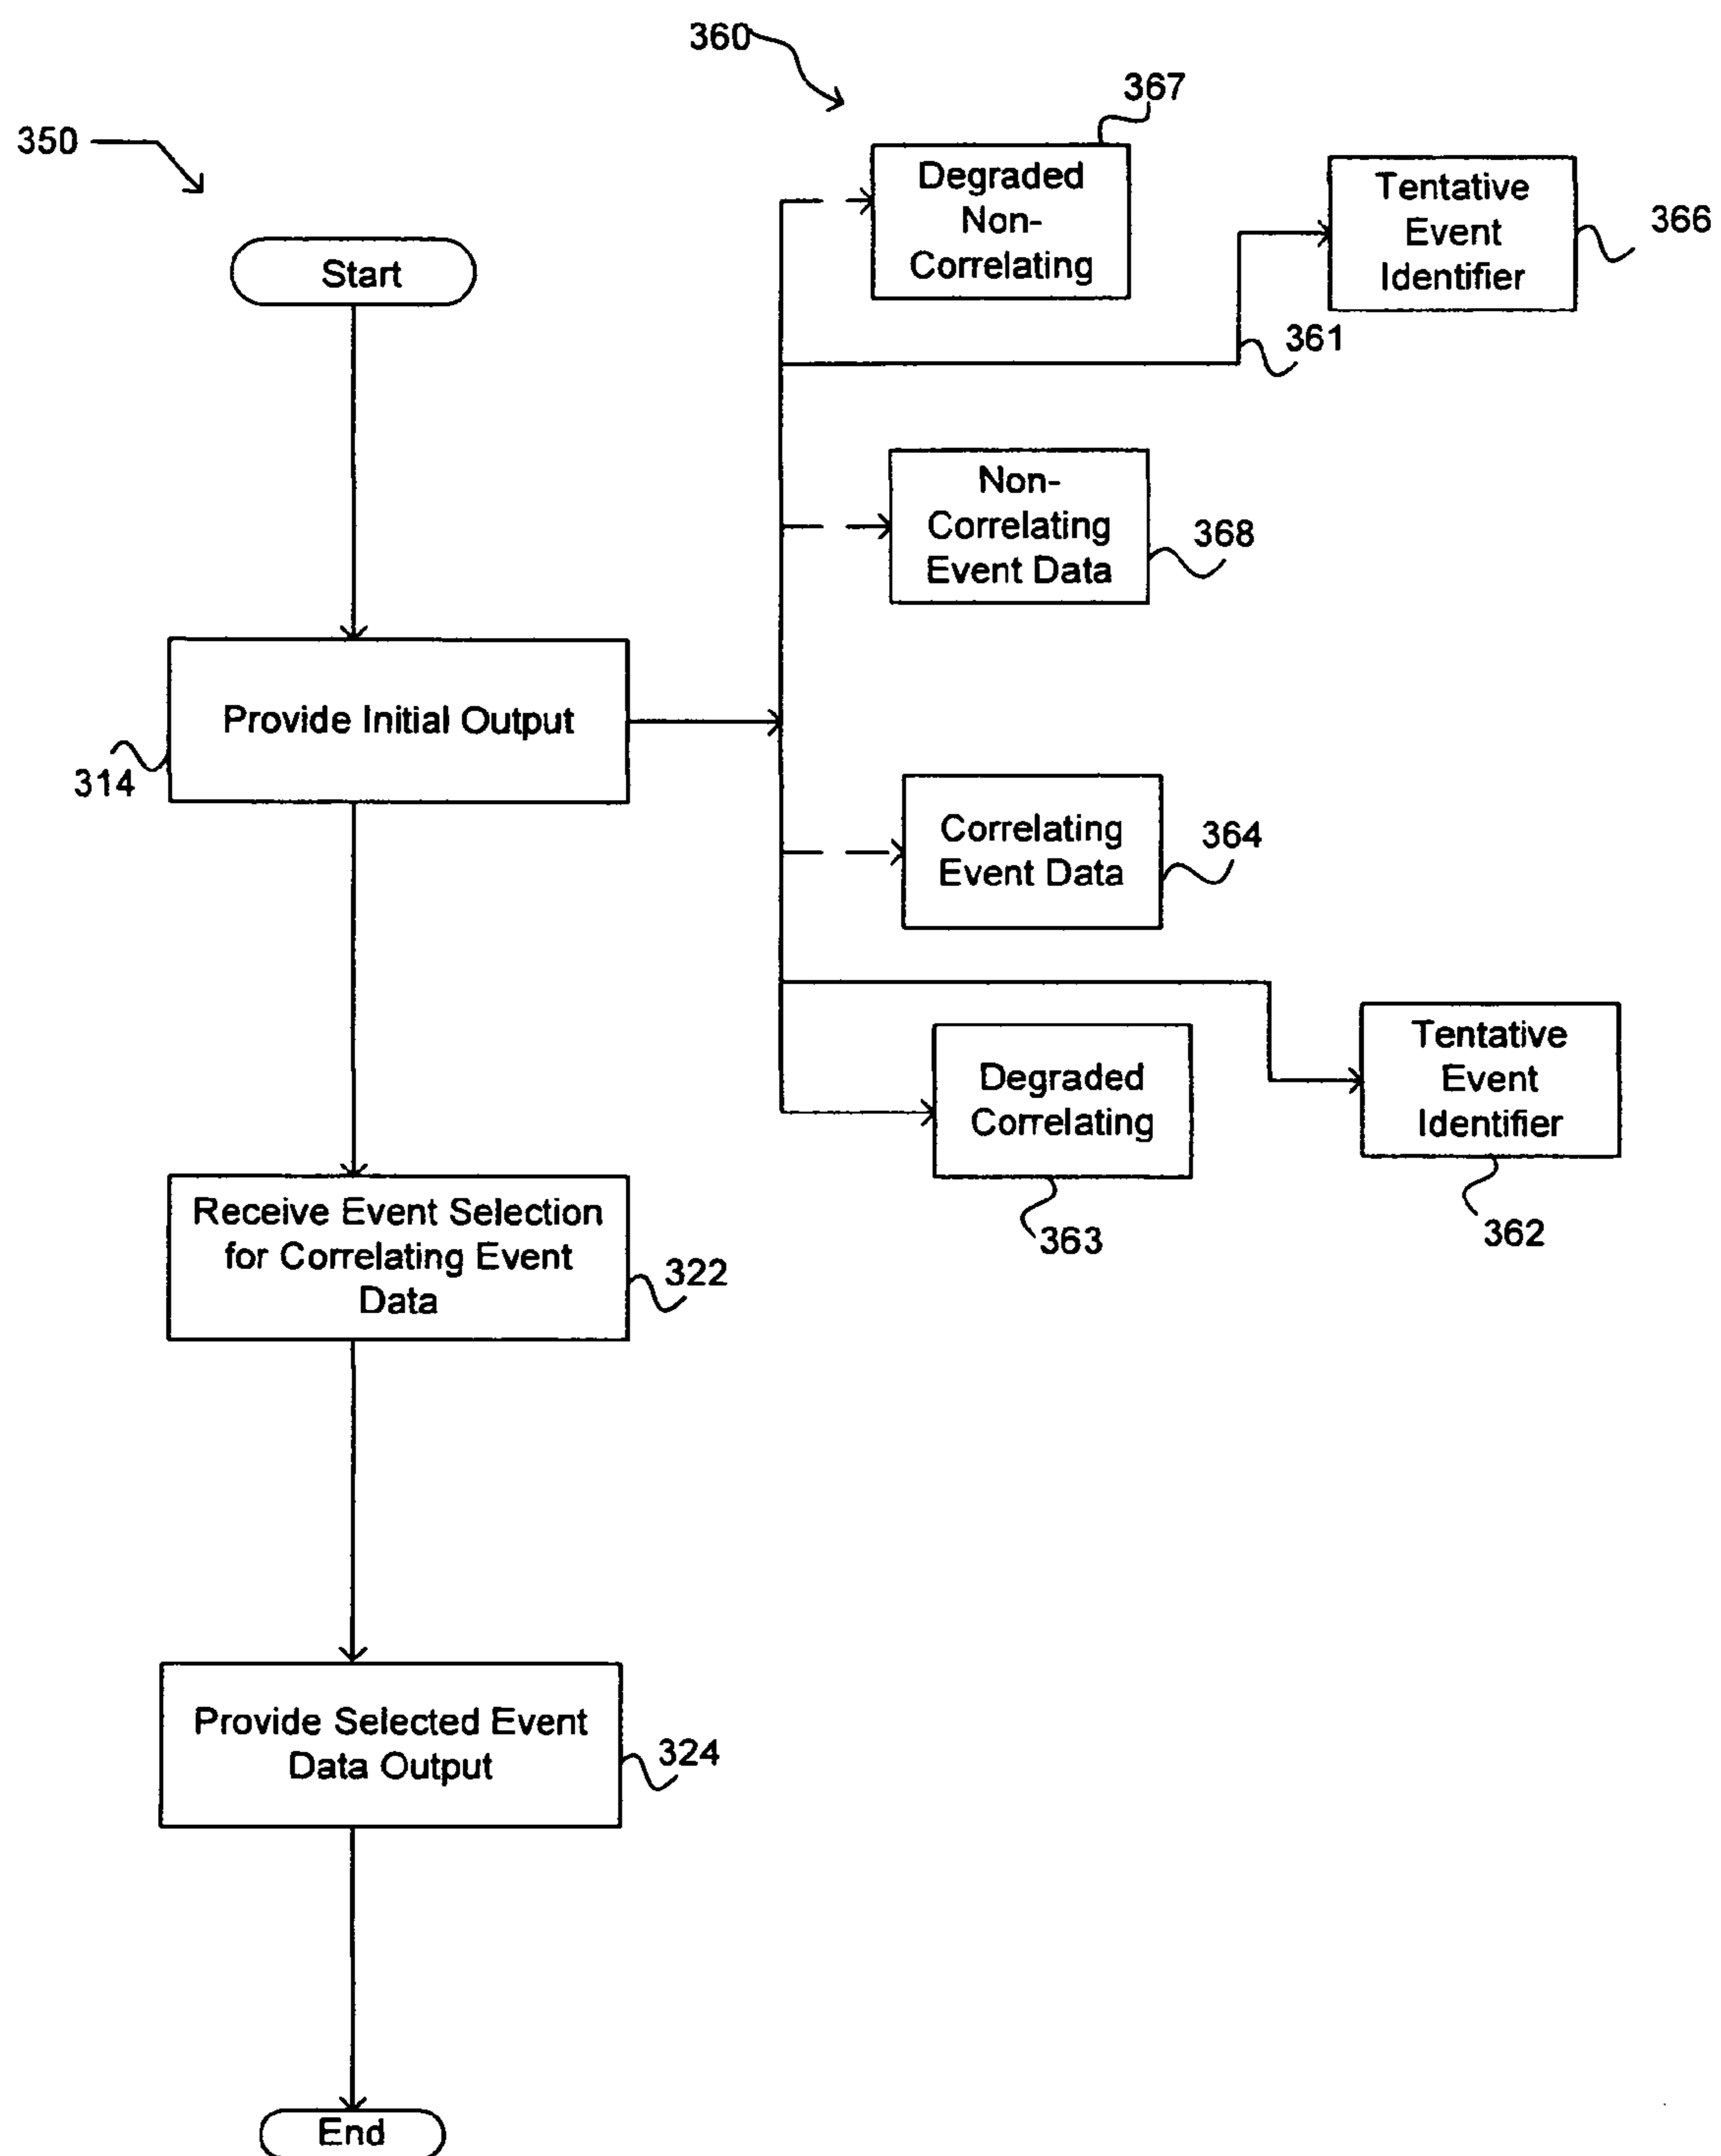 360
367
350
Degraded
Non-
Correlating
Tentative
Event
Identifier
366
Start
361
Non-
Correlating
Event Data
368
Provide Initial Output
314
Correlating
Event Data
364
Tentative
Event
Identifier
Degraded
Correlating
363
362
Receive Event Selection
for Correlating Event
Data
322
Provide Selected Event
Data Output
324
End